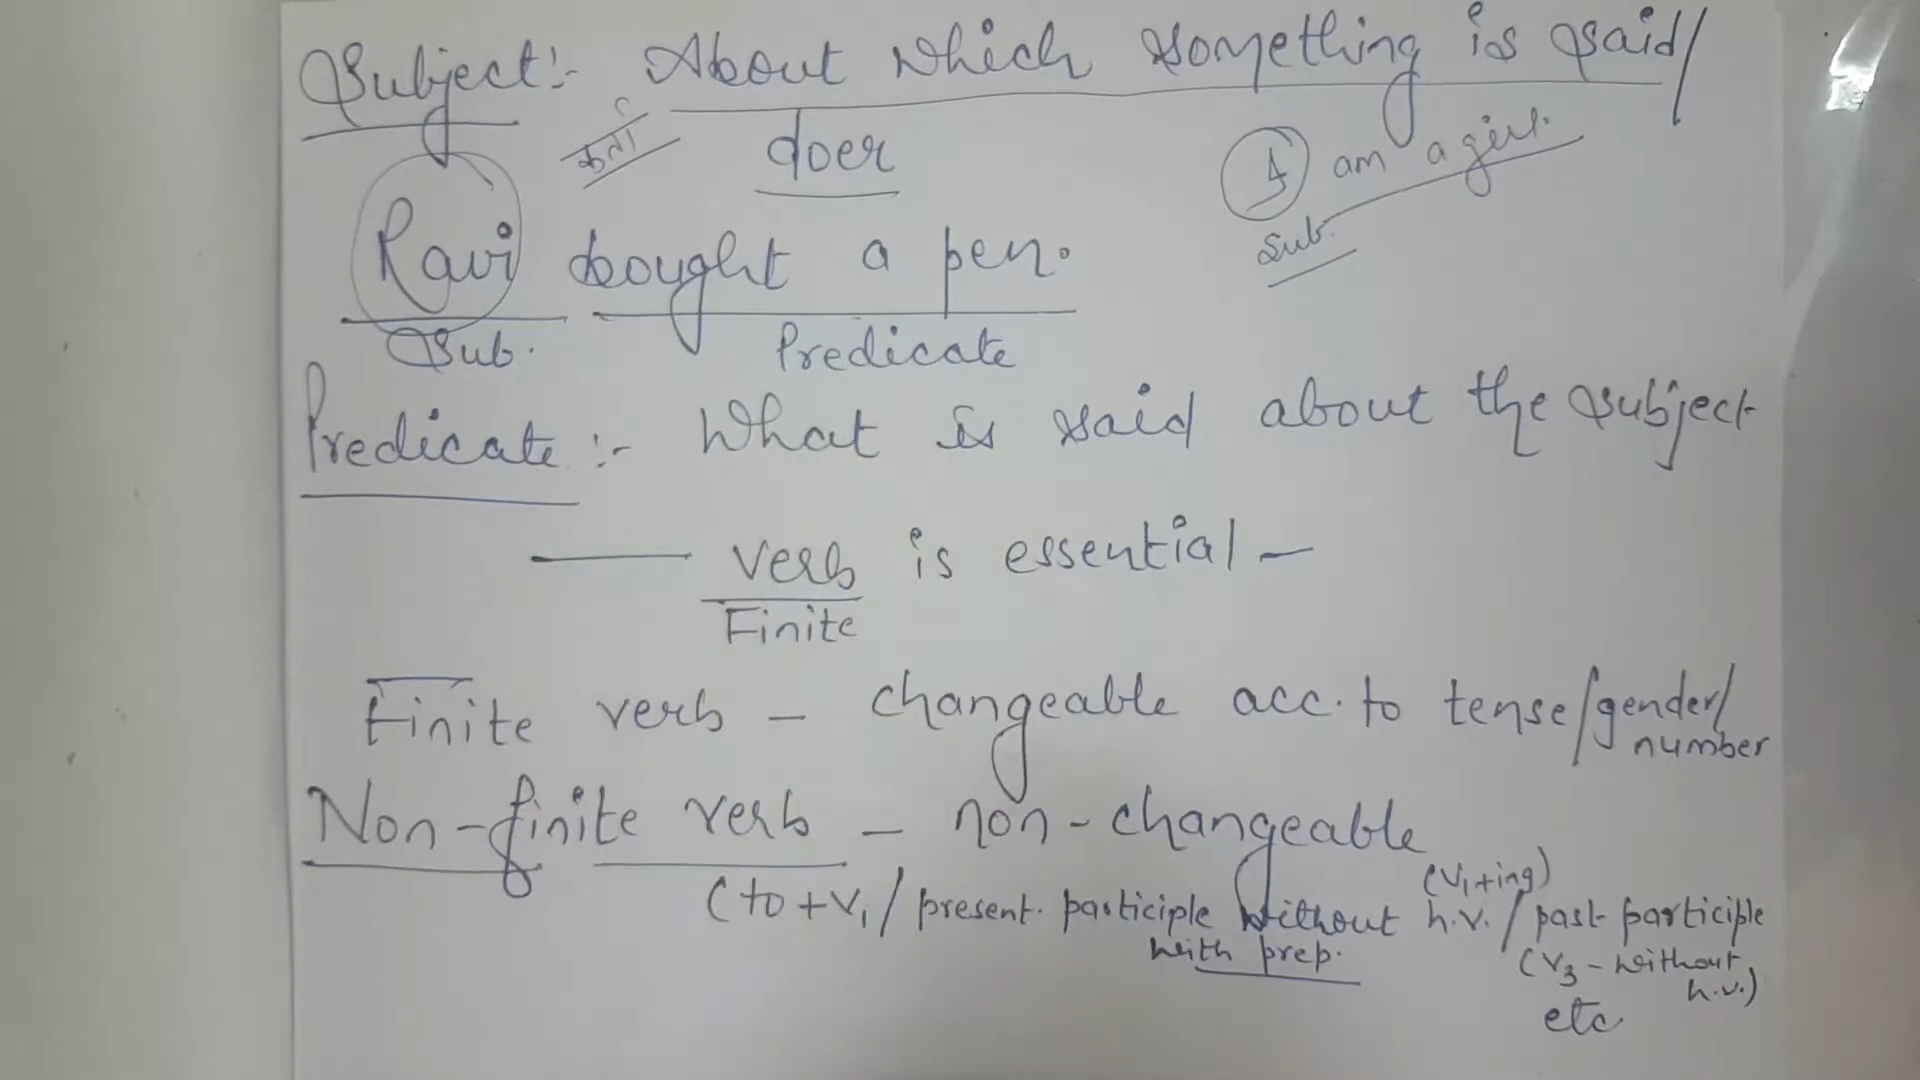 Subject:- About which something is said/
कर्ता doer
I am a girl.
Sub.
Ravi bought a pen.
Sub. Predicate
Predicate :- What is said about the subject
— verb is essential —
Finite
Finite verb - changeable acc. to tense/gender/
number
Non-finite verb - non-changeable
(V1+ing)
(to+V1/ present. participle without h.v./ past participle
with prep. (V3 - without
h.v.)
etc